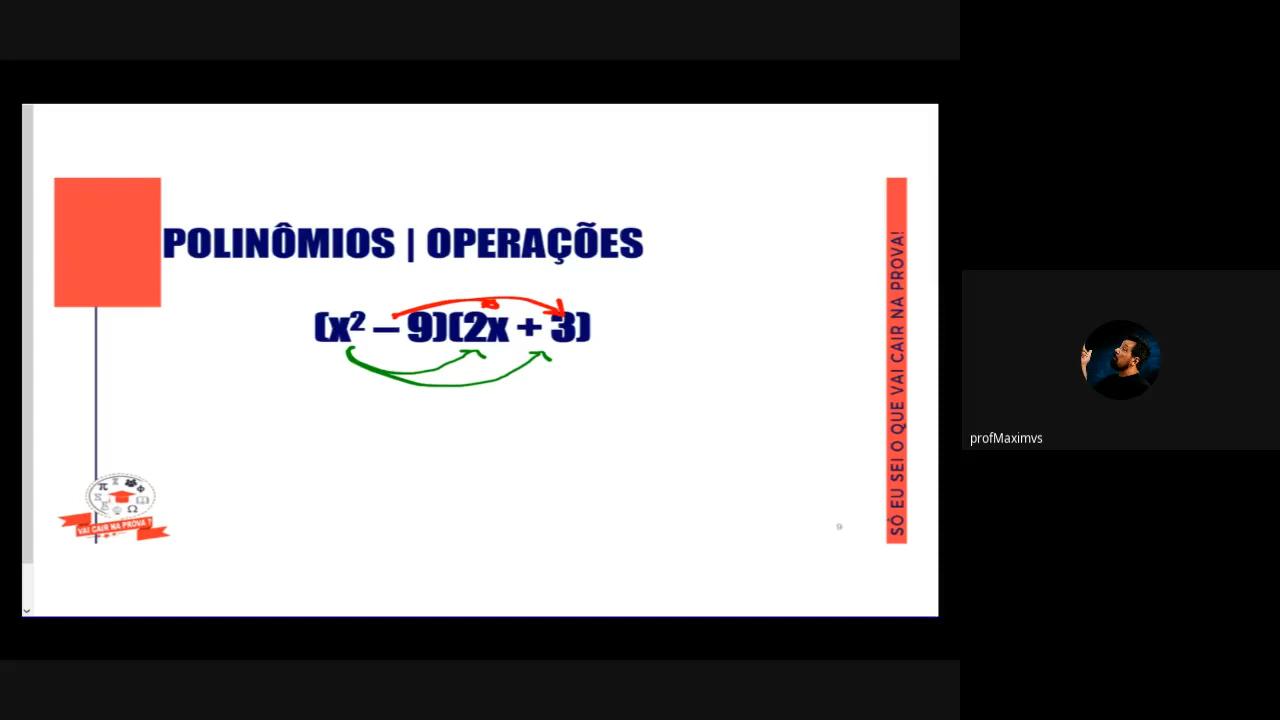 POLINÔMIOS | OPERAÇÕES
(x² – 9)(2x + 3)
SÓ EU SEI O QUE VAI CAIR NA PROVA!
VAI CAIR NA PROVA ?
9
profMaximvs